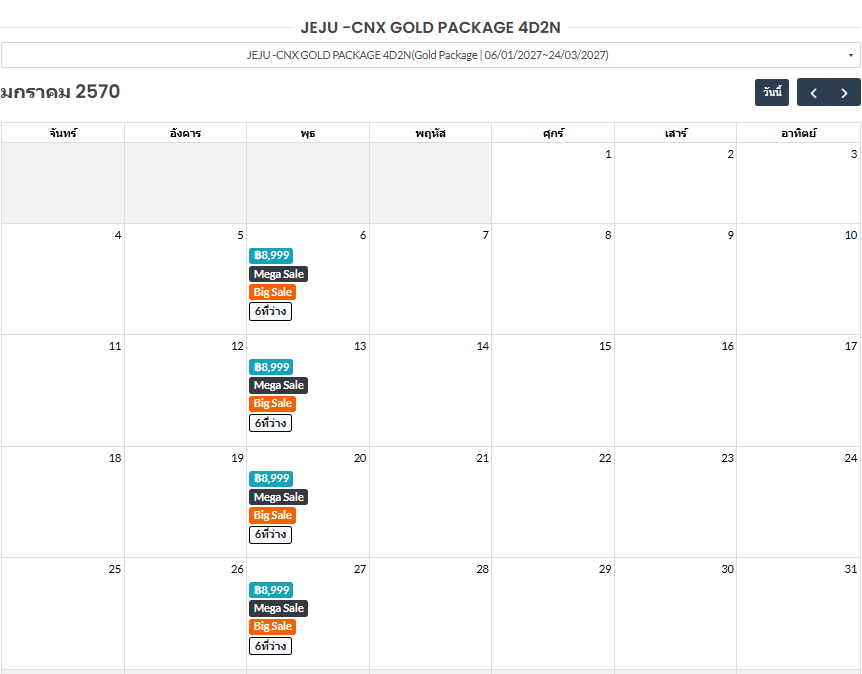 JEJU -CNX GOLD PACKAGE 4D2N
JEJU -CNX GOLD PACKAGE 4D2N(Gold Package | 06/01/2027~24/03/2027)
มกราคม 2570
วันนี้
จันทร์ อังคาร พุธ พฤหัส ศุกร์ เสาร์ อาทิตย์
1 2 3
4 5 6 7 8 9 10
฿8,999
Mega Sale
Big Sale
6ที่ว่าง
11 12 13 14 15 16 17
฿8,999
Mega Sale
Big Sale
6ที่ว่าง
18 19 20 21 22 23 24
฿8,999
Mega Sale
Big Sale
6ที่ว่าง
25 26 27 28 29 30 31
฿8,999
Mega Sale
Big Sale
6ที่ว่าง